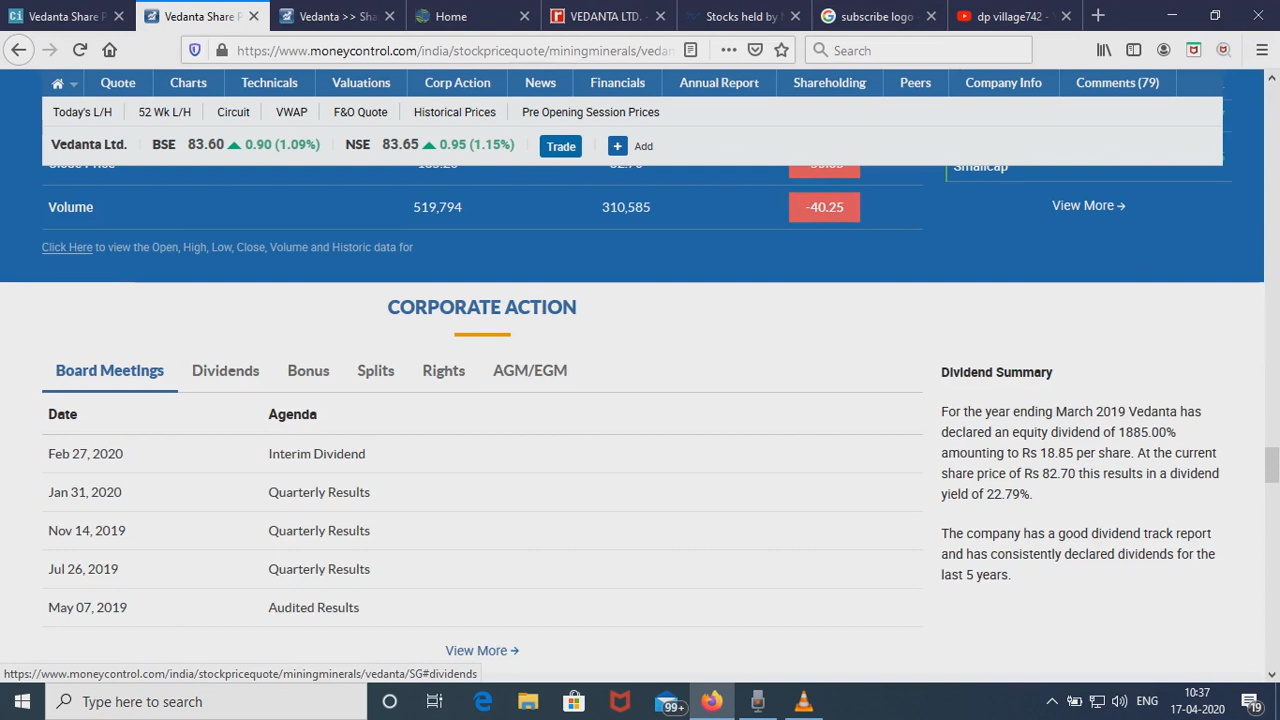 Vedanta Share P
Vedanta Share P
Vedanta >> Sha
Home
VEDANTA LTD. -
Stocks held by M
subscribe logo -
dp village742 -
https://www.moneycontrol.com/india/stockpricequote/miningminerals/vedan
Search
Quote
Charts
Technicals
Valuations
Corp Action
News
Financials
Annual Report
Shareholding
Peers
Company Info
Comments (79)
Today's L/H
52 Wk L/H
Circuit
VWAP
F&O Quote
Historical Prices
Pre Opening Session Prices
Vedanta Ltd. BSE 83.60 0.90 (1.09%) NSE 83.65 0.95 (1.15%) Trade + Add
Smallcap
Volume 519,794 310,585 -40.25
View More →
Click Here to view the Open, High, Low, Close, Volume and Historic data for
CORPORATE ACTION
Board Meetings
Dividends
Bonus
Splits
Rights
AGM/EGM
Date Agenda
Feb 27, 2020 Interim Dividend
Jan 31, 2020 Quarterly Results
Nov 14, 2019 Quarterly Results
Jul 26, 2019 Quarterly Results
May 07, 2019 Audited Results
View More →
Dividend Summary
For the year ending March 2019 Vedanta has
declared an equity dividend of 1885.00%
amounting to Rs 18.85 per share. At the current
share price of Rs 82.70 this results in a dividend
yield of 22.79%.
The company has a good dividend track report
and has consistently declared dividends for the
last 5 years.
https://www.moneycontrol.com/india/stockpricequote/miningminerals/vedanta/SG#dividends
Type here to search
99+
ENG
10:37
17-04-2020
19